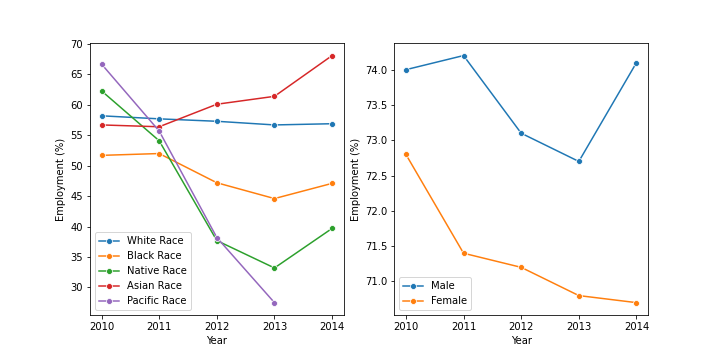 70
65
60
55
50
45
40
35
30
Employment (%)
2010 2011 2012 2013 2014
Year
White Race
Black Race
Native Race
Asian Race
Pacific Race
74.0
73.5
73.0
72.5
72.0
71.5
71.0
Employment (%)
2010 2011 2012 2013 2014
Year
Male
Female